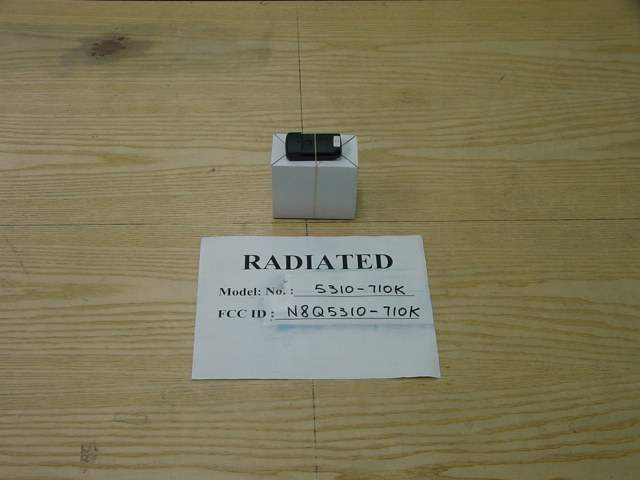 RADIATED
Model: No. : 5310-710K
FCC ID : N8Q5310-710K